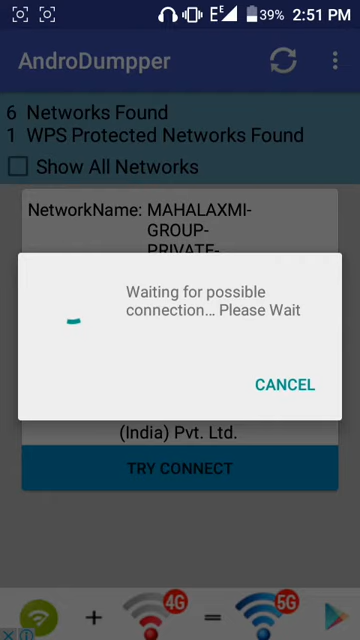 E 39% 2:51 PM
AndroDumpper
6 Networks Found
1 WPS Protected Networks Found
Show All Networks
NetworkName: MAHALAXMI-
GROUP-
PRIVATE-
Waiting for possible
connection... Please Wait
CANCEL
(India) Pvt. Ltd.
TRY CONNECT
+ 4G = 5G